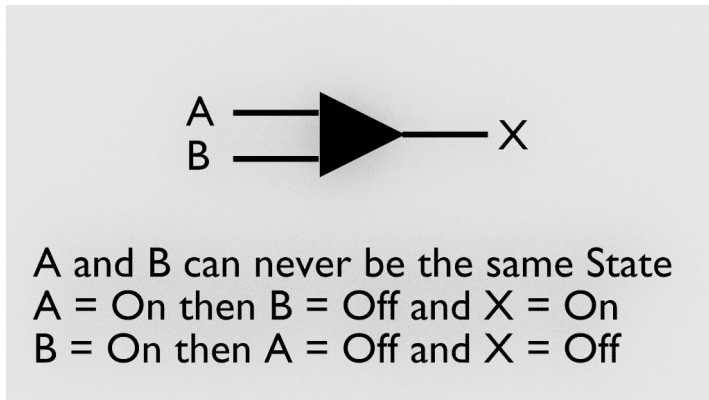 A
B
X
A and B can never be the same State
A = On then B = Off and X = On
B = On then A = Off and X = Off